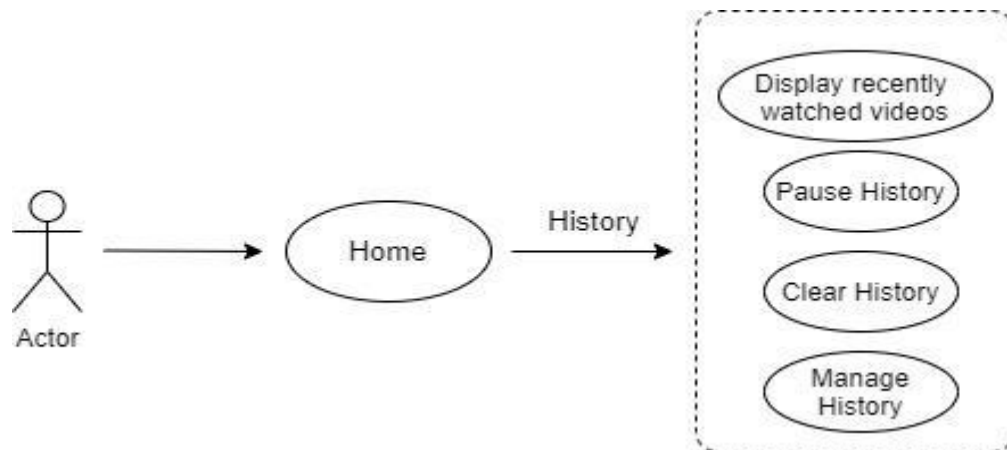 Display recently
watched videos
Pause History
History
Home
Clear History
Actor
Manage
History